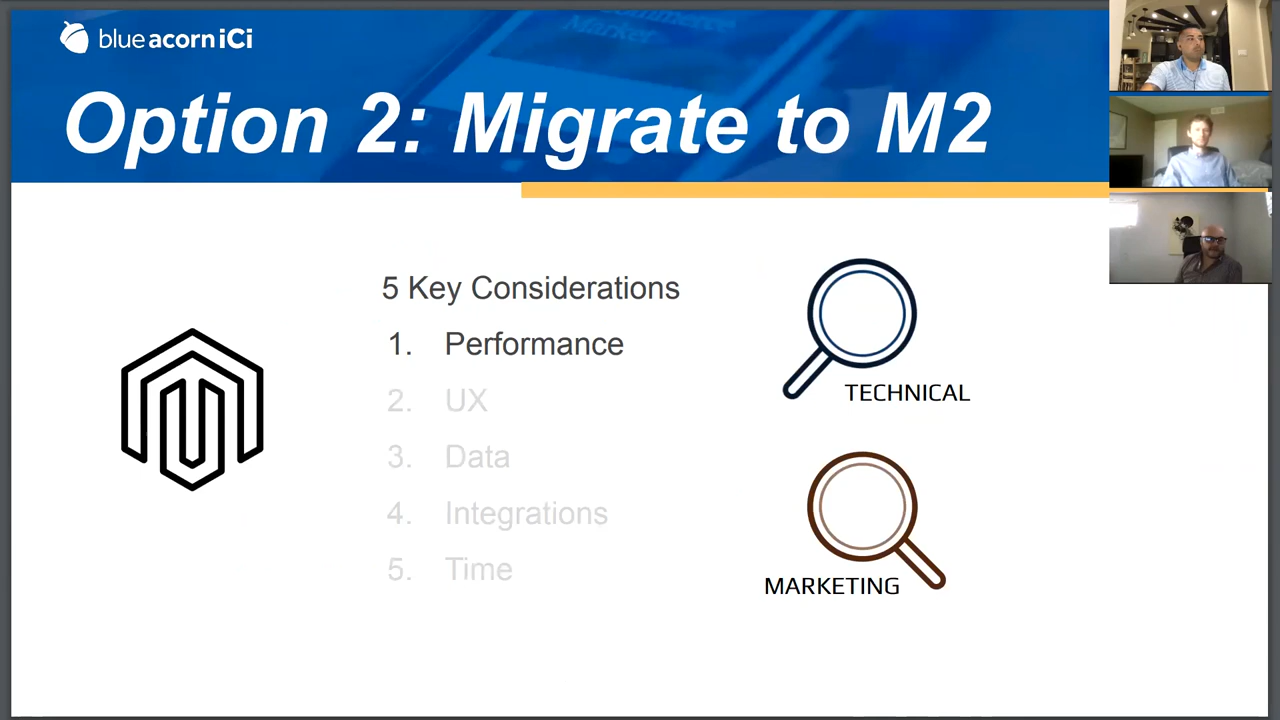 blue acorn iCi
Option 2: Migrate to M2
5 Key Considerations
1. Performance
2. UX
3. Data
4. Integrations
5. Time
TECHNICAL
MARKETING